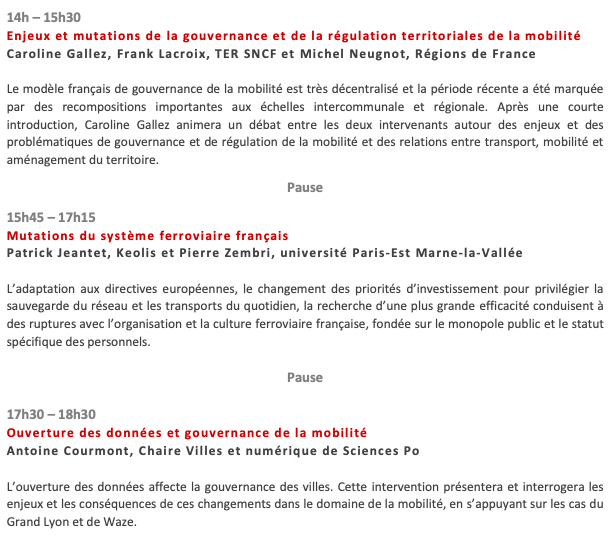 14h – 15h30
Enjeux et mutations de la gouvernance et de la régulation territoriales de la mobilité
Caroline Gallez, Frank Lacroix, TER SNCF et Michel Neugnot, Régions de France
Le modèle français de gouvernance de la mobilité est très décentralisé et la période récente a été marquée
par des recompositions importantes aux échelles intercommunale et régionale. Après une courte
introduction, Caroline Gallez animera un débat entre les deux intervenants autour des enjeux et des
problématiques de gouvernance et de régulation de la mobilité et des relations entre transport, mobilité et
aménagement du territoire.
Pause
15h45 – 17h15
Mutations du système ferroviaire français
Patrick Jeantet, Keolis et Pierre Zembri, université Paris-Est Marne-la-Vallée
L’adaptation aux directives européennes, le changement des priorités d’investissement pour privilégier la
sauvegarde du réseau et les transports du quotidien, la recherche d’une plus grande efficacité conduisent à
des ruptures avec l’organisation et la culture ferroviaire française, fondée sur le monopole public et le statut
spécifique des personnels.
Pause
17h30 – 18h30
Ouverture des données et gouvernance de la mobilité
Antoine Courmont, Chaire Villes et numérique de Sciences Po
L’ouverture des données affecte la gouvernance des villes. Cette intervention présentera et interrogera les
enjeux et les conséquences de ces changements dans le domaine de la mobilité, en s’appuyant sur les cas du
Grand Lyon et de Waze.